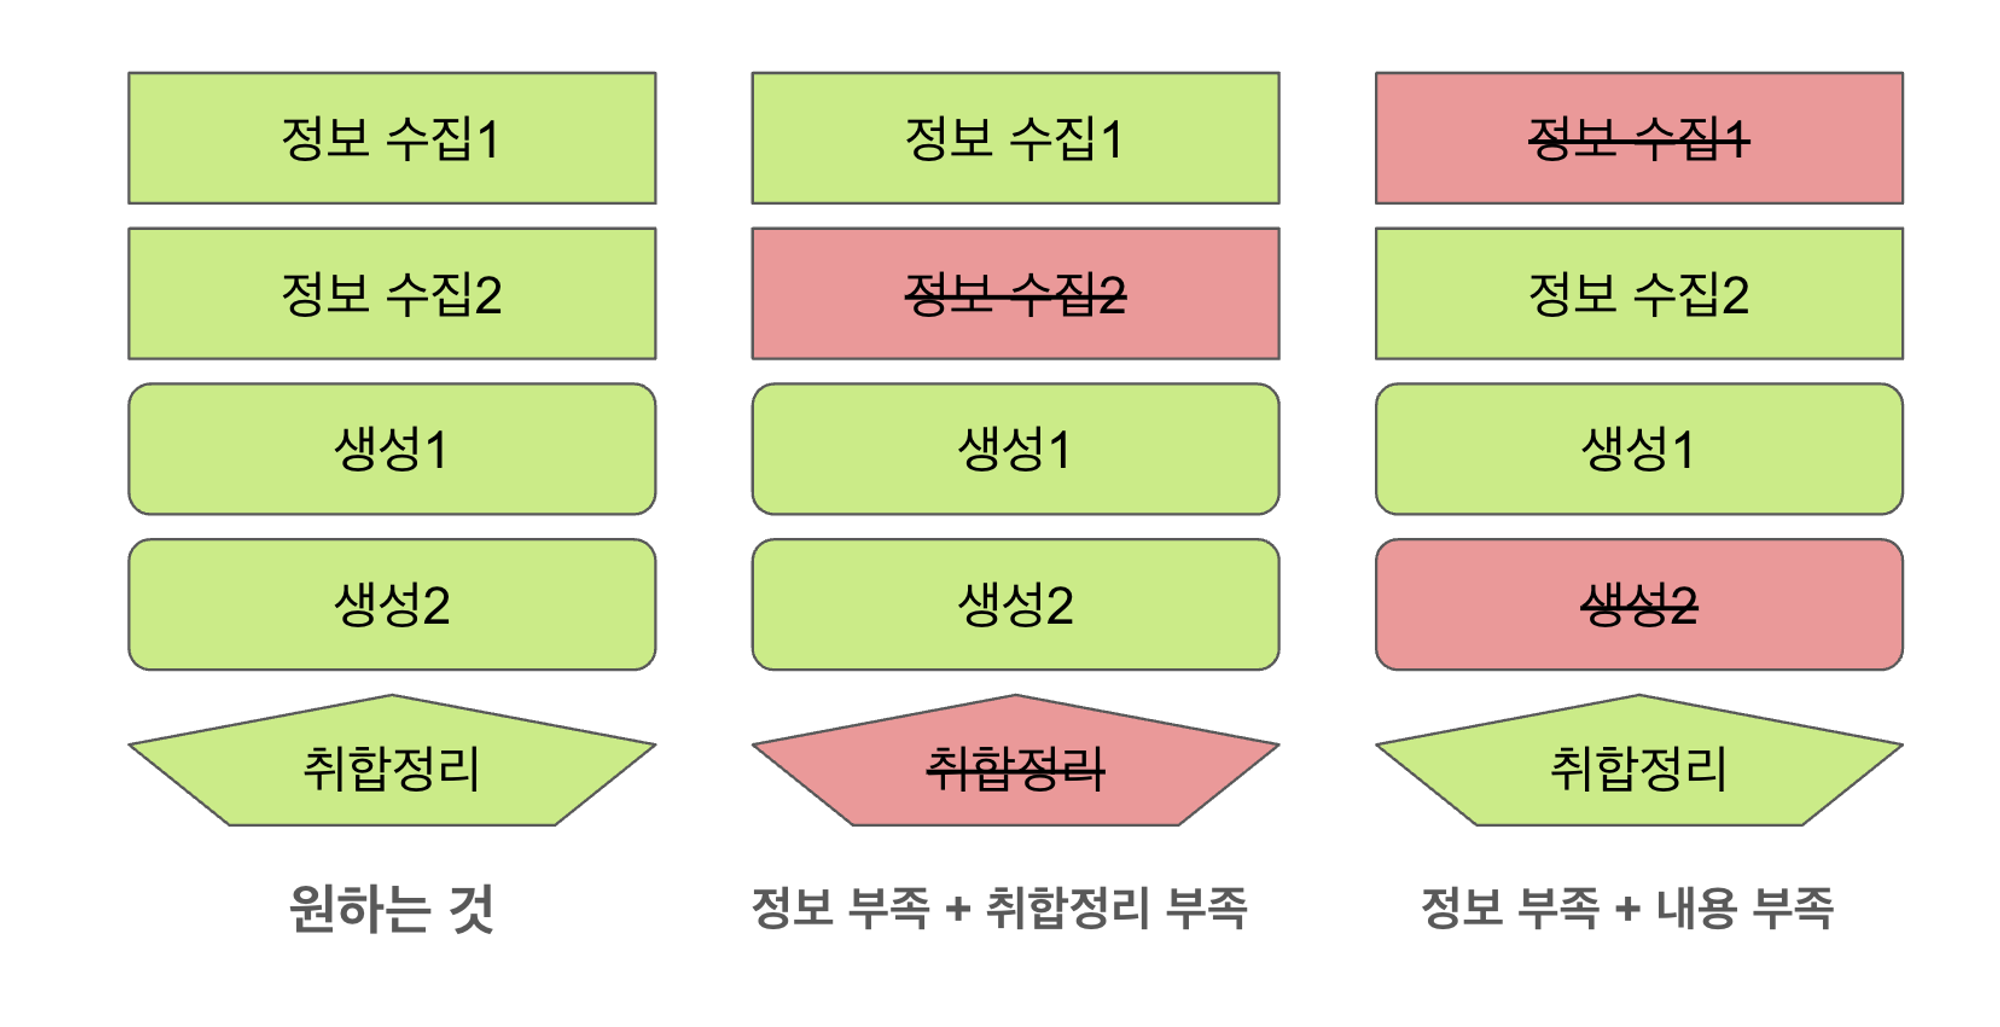 정보 수집1
정보 수집2
생성1
생성2
취합정리
원하는 것
정보 수집1
정보 수집2
생성1
생성2
취합정리
정보 부족 + 취합정리 부족
정보 수집1
정보 수집2
생성1
생성2
취합정리
정보 부족 + 내용 부족